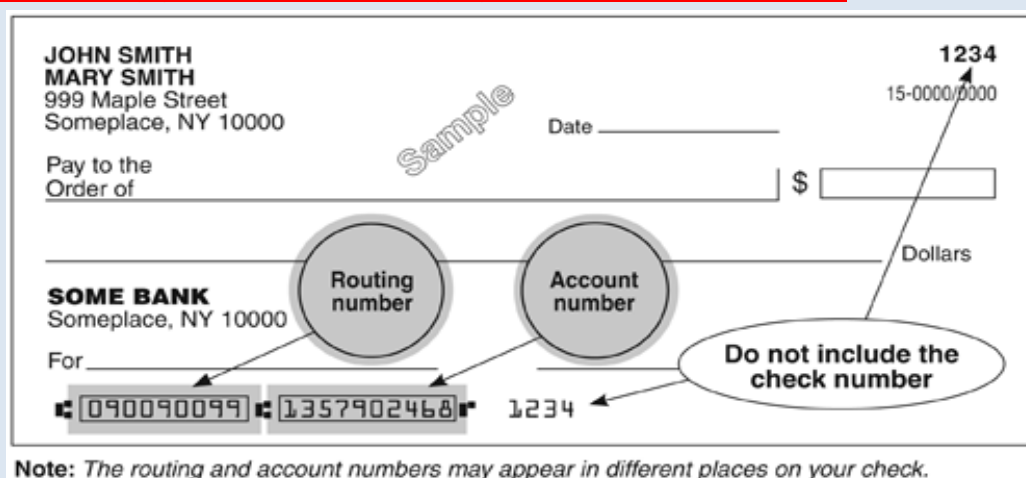 JOHN SMITH
MARY SMITH
999 Maple Street
Someplace, NY 10000
1234
15-0000/0000
Sample
Date
Pay to the
Order of
$
Dollars
Routing
number
Account
number
SOME BANK
Someplace, NY 10000
For
Do not include the
check number
090090099 1357902468 1234
Note: The routing and account numbers may appear in different places on your check.